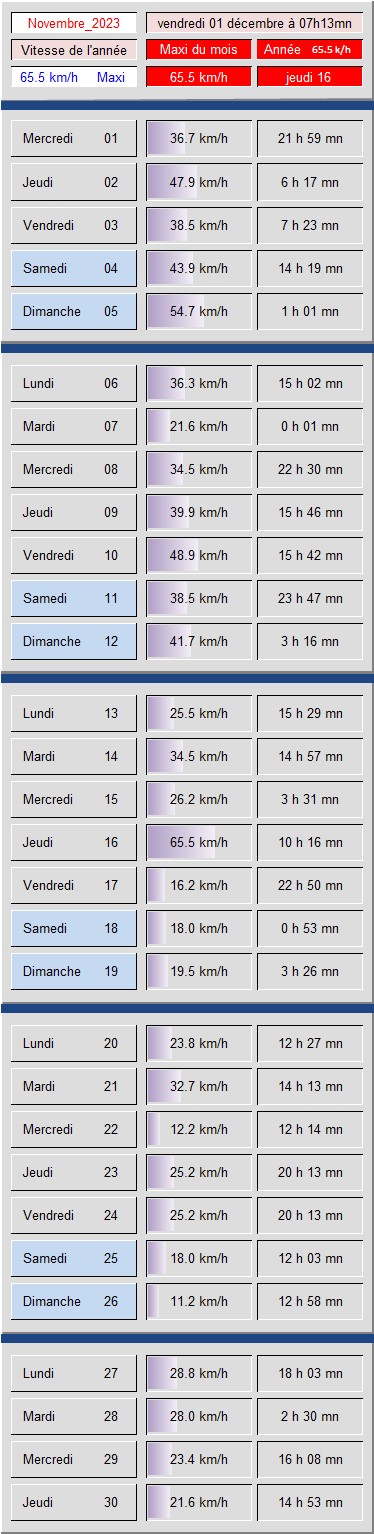 Novembre_2023 vendredi 01 décembre à 07h13mn
Vitesse de l'année Maxi du mois Année 65.5 k/h
65.5 km/h Maxi 65.5 km/h jeudi 16
Mercredi 01 36.7 km/h 21 h 59 mn
Jeudi 02 47.9 km/h 6 h 17 mn
Vendredi 03 38.5 km/h 7 h 23 mn
Samedi 04 43.9 km/h 14 h 19 mn
Dimanche 05 54.7 km/h 1 h 01 mn
Lundi 06 36.3 km/h 15 h 02 mn
Mardi 07 21.6 km/h 0 h 01 mn
Mercredi 08 34.5 km/h 22 h 30 mn
Jeudi 09 39.9 km/h 15 h 46 mn
Vendredi 10 48.9 km/h 15 h 42 mn
Samedi 11 38.5 km/h 23 h 47 mn
Dimanche 12 41.7 km/h 3 h 16 mn
Lundi 13 25.5 km/h 15 h 29 mn
Mardi 14 34.5 km/h 14 h 57 mn
Mercredi 15 26.2 km/h 3 h 31 mn
Jeudi 16 65.5 km/h 10 h 16 mn
Vendredi 17 16.2 km/h 22 h 50 mn
Samedi 18 18.0 km/h 0 h 53 mn
Dimanche 19 19.5 km/h 3 h 26 mn
Lundi 20 23.8 km/h 12 h 27 mn
Mardi 21 32.7 km/h 14 h 13 mn
Mercredi 22 12.2 km/h 12 h 14 mn
Jeudi 23 25.2 km/h 20 h 13 mn
Vendredi 24 25.2 km/h 20 h 13 mn
Samedi 25 18.0 km/h 12 h 03 mn
Dimanche 26 11.2 km/h 12 h 58 mn
Lundi 27 28.8 km/h 18 h 03 mn
Mardi 28 28.0 km/h 2 h 30 mn
Mercredi 29 23.4 km/h 16 h 08 mn
Jeudi 30 21.6 km/h 14 h 53 mn